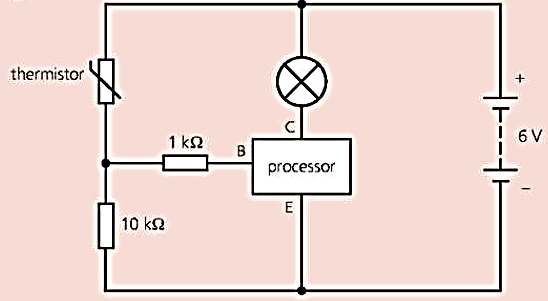 thermistor
+
C
1 kΩ
B
6 V
processor
E
−
10 kΩ